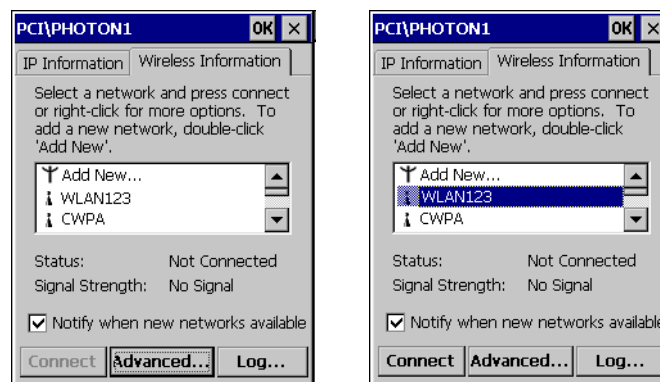 PCI\PHOTON1 OK ×
IP Information Wireless Information
Select a network and press connect
or right-click for more options. To
add a new network, double-click
'Add New'.
Add New...
WLAN123
CWPA
Status: Not Connected
Signal Strength: No Signal
Notify when new networks available
Connect Advanced... Log...
PCI\PHOTON1 OK ×
IP Information Wireless Information
Select a network and press connect
or right-click for more options. To
add a new network, double-click
'Add New'.
Add New...
WLAN123
CWPA
Status: Not Connected
Signal Strength: No Signal
Notify when new networks available
Connect Advanced... Log...